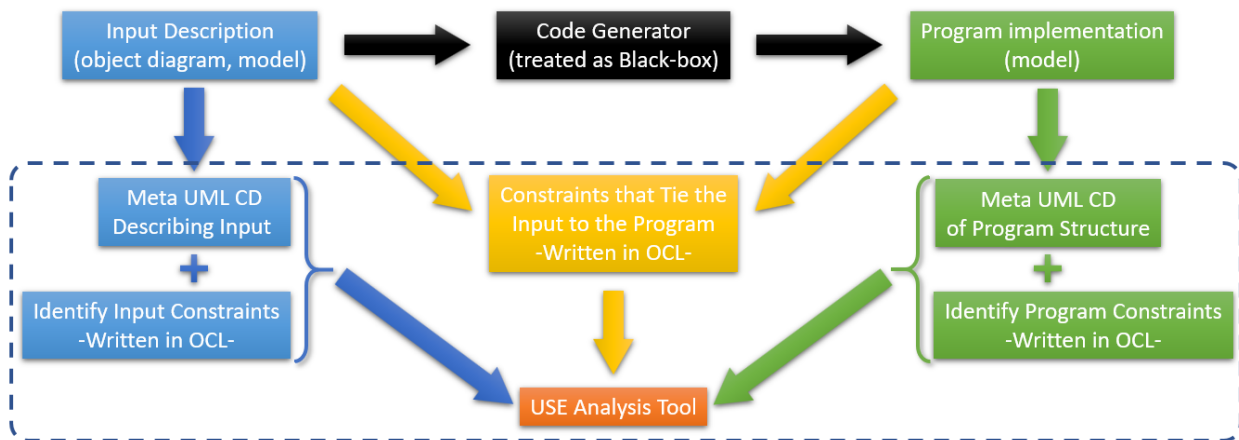 Input Description
(object diagram, model)
Code Generator
(treated as Black-box)
Program implementation
(model)
Meta UML CD
Describing Input
+
Identify Input Constraints
-Written in OCL-
Constraints that Tie the
Input to the Program
-Written in OCL-
Meta UML CD
of Program Structure
+
Identify Program Constraints
-Written in OCL-
USE Analysis Tool